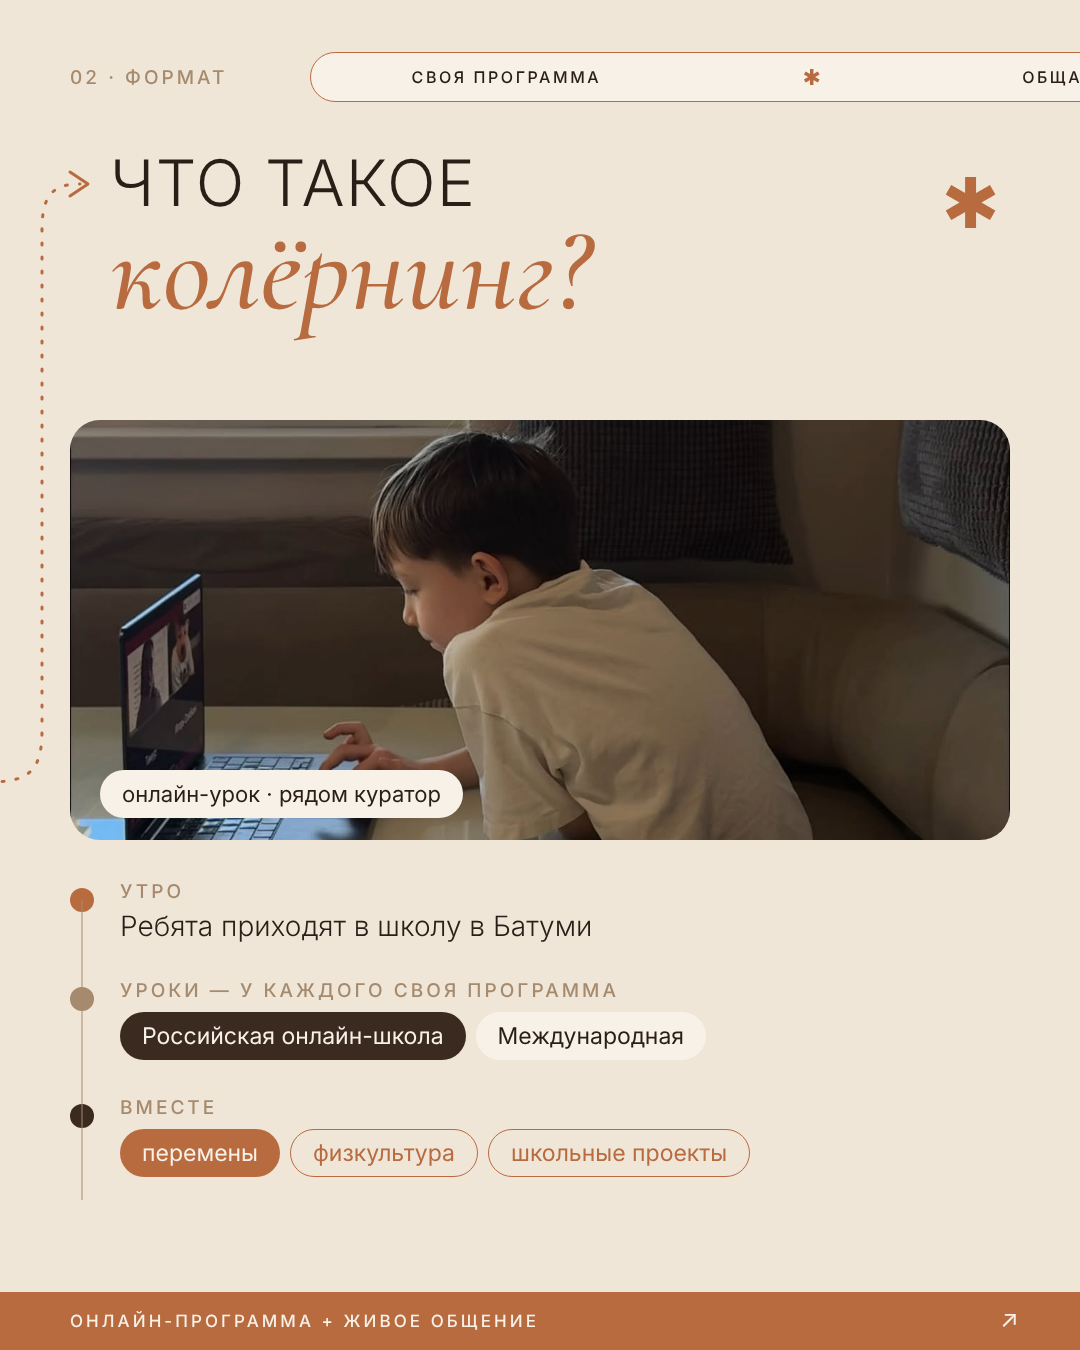 02 · ФОРМАТ
СВОЯ ПРОГРАММА ✱ ОБЩА
ЧТО ТАКОЕ
колёрнинг?
онлайн-урок · рядом куратор
УТРО
Ребята приходят в школу в Батуми
УРОКИ — У КАЖДОГО СВОЯ ПРОГРАММА
Российская онлайн-школа Международная
ВМЕСТЕ
перемены физкультура школьные проекты
ОНЛАЙН-ПРОГРАММА + ЖИВОЕ ОБЩЕНИЕ